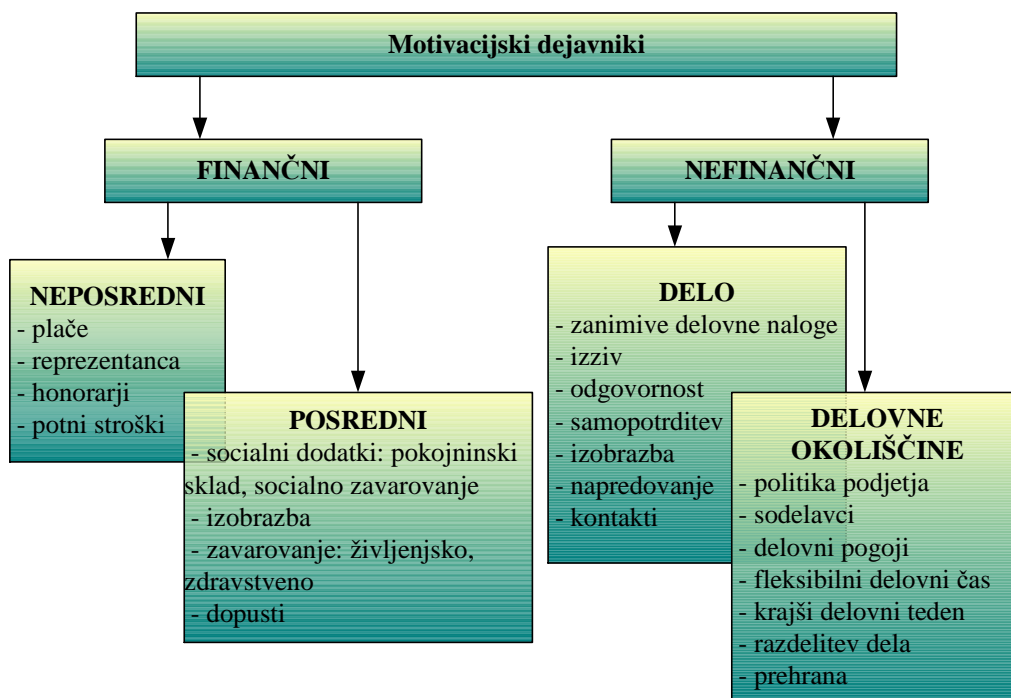 Motivacijski dejavniki
FINANČNI
NEFINANČNI
NEPOSREDNI
- plače
- reprezentanca
- honorarji
- potni stroški
POSREDNI
- socialni dodatki: pokojninski
sklad, socialno zavarovanje
- izobrazba
- zavarovanje: življenjsko,
zdravstveno
- dopusti
DELO
- zanimive delovne naloge
- izziv
- odgovornost
- samopotrditev
- izobrazba
- napredovanje
- kontakti
DELOVNE
OKOLIŠČINE
- politika podjetja
- sodelavci
- delovni pogoji
- fleksibilni delovni čas
- krajši delovni teden
- razdelitev dela
- prehrana